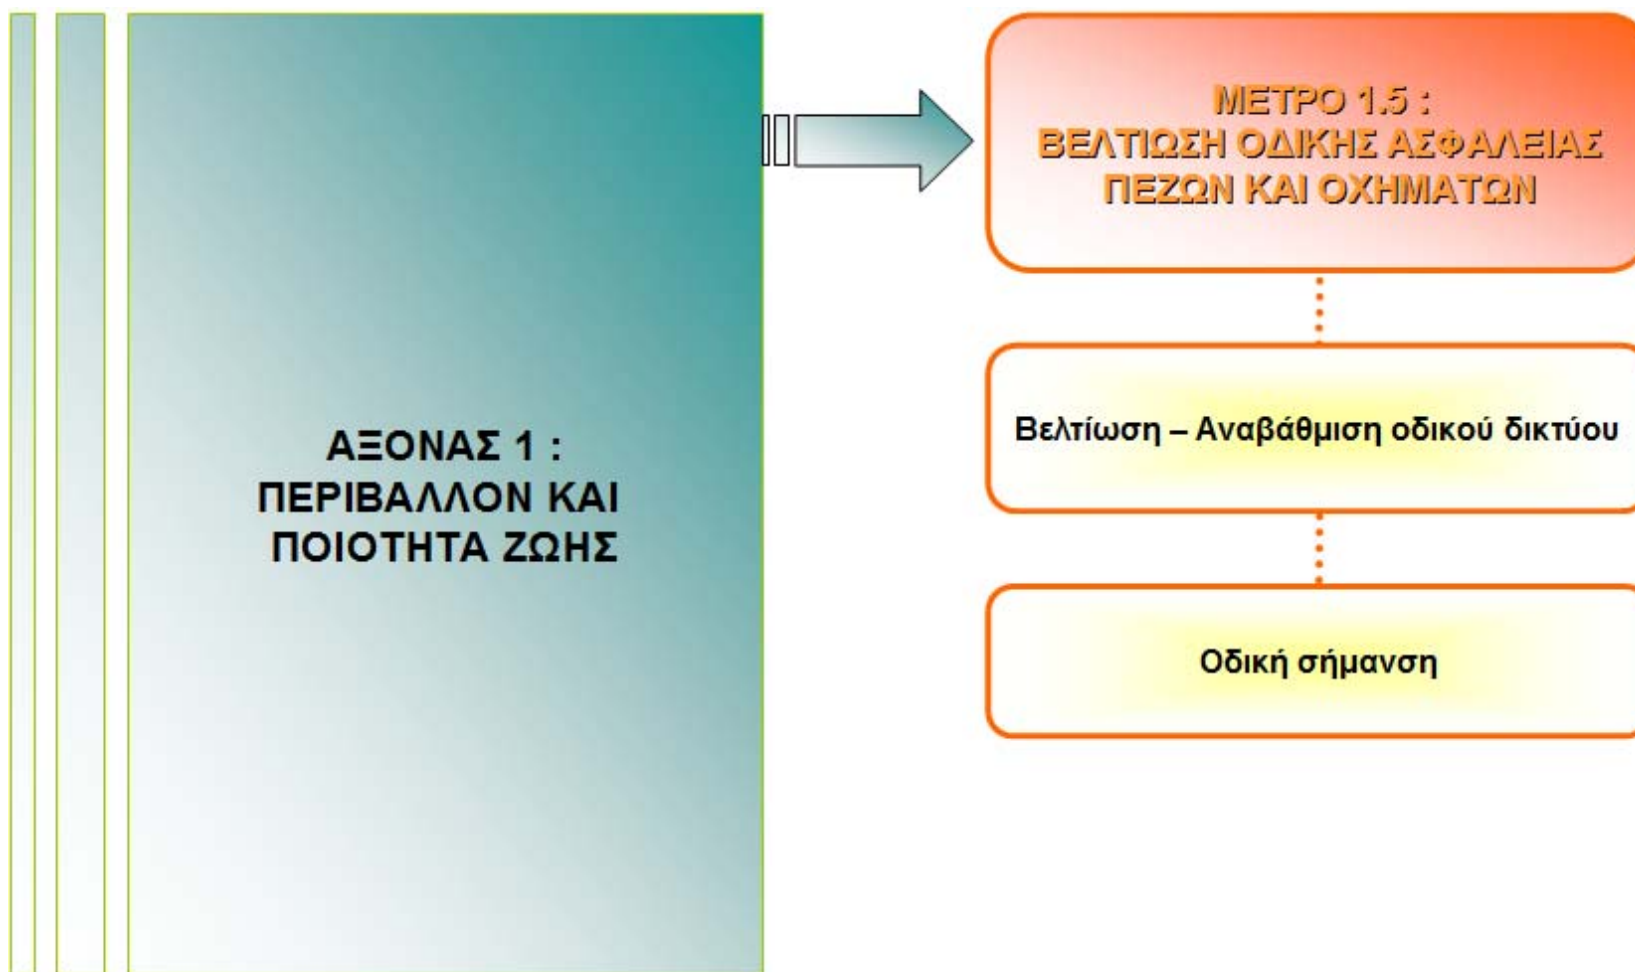 ΑΞΟΝΑΣ 1 :
ΠΕΡΙΒΑΛΛΟΝ ΚΑΙ
ΠΟΙΟΤΗΤΑ ΖΩΗΣ
ΜΕΤΡΟ 1.5 :
ΒΕΛΤΙΩΣΗ ΟΔΙΚΗΣ ΑΣΦΑΛΕΙΑΣ
ΠΕΖΩΝ ΚΑΙ ΟΧΗΜΑΤΩΝ
Βελτίωση – Αναβάθμιση οδικού δικτύου
Οδική σήμανση